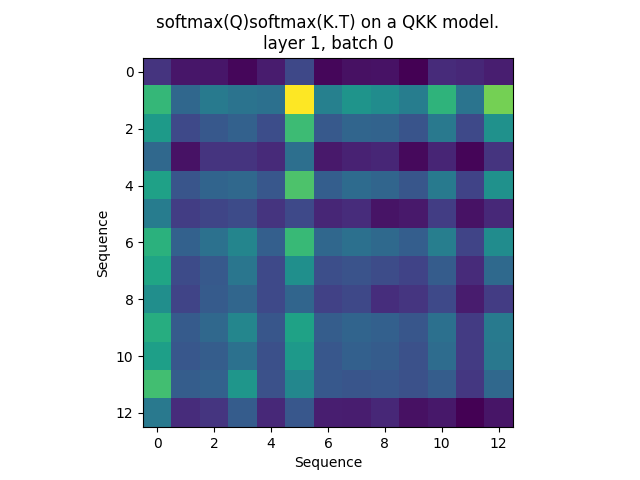 softmax(Q)softmax(K.T) on a QKK model.
layer 1, batch 0
0
2
4
6
8
10
12
Sequence
0 2 4 6 8 10 12
Sequence